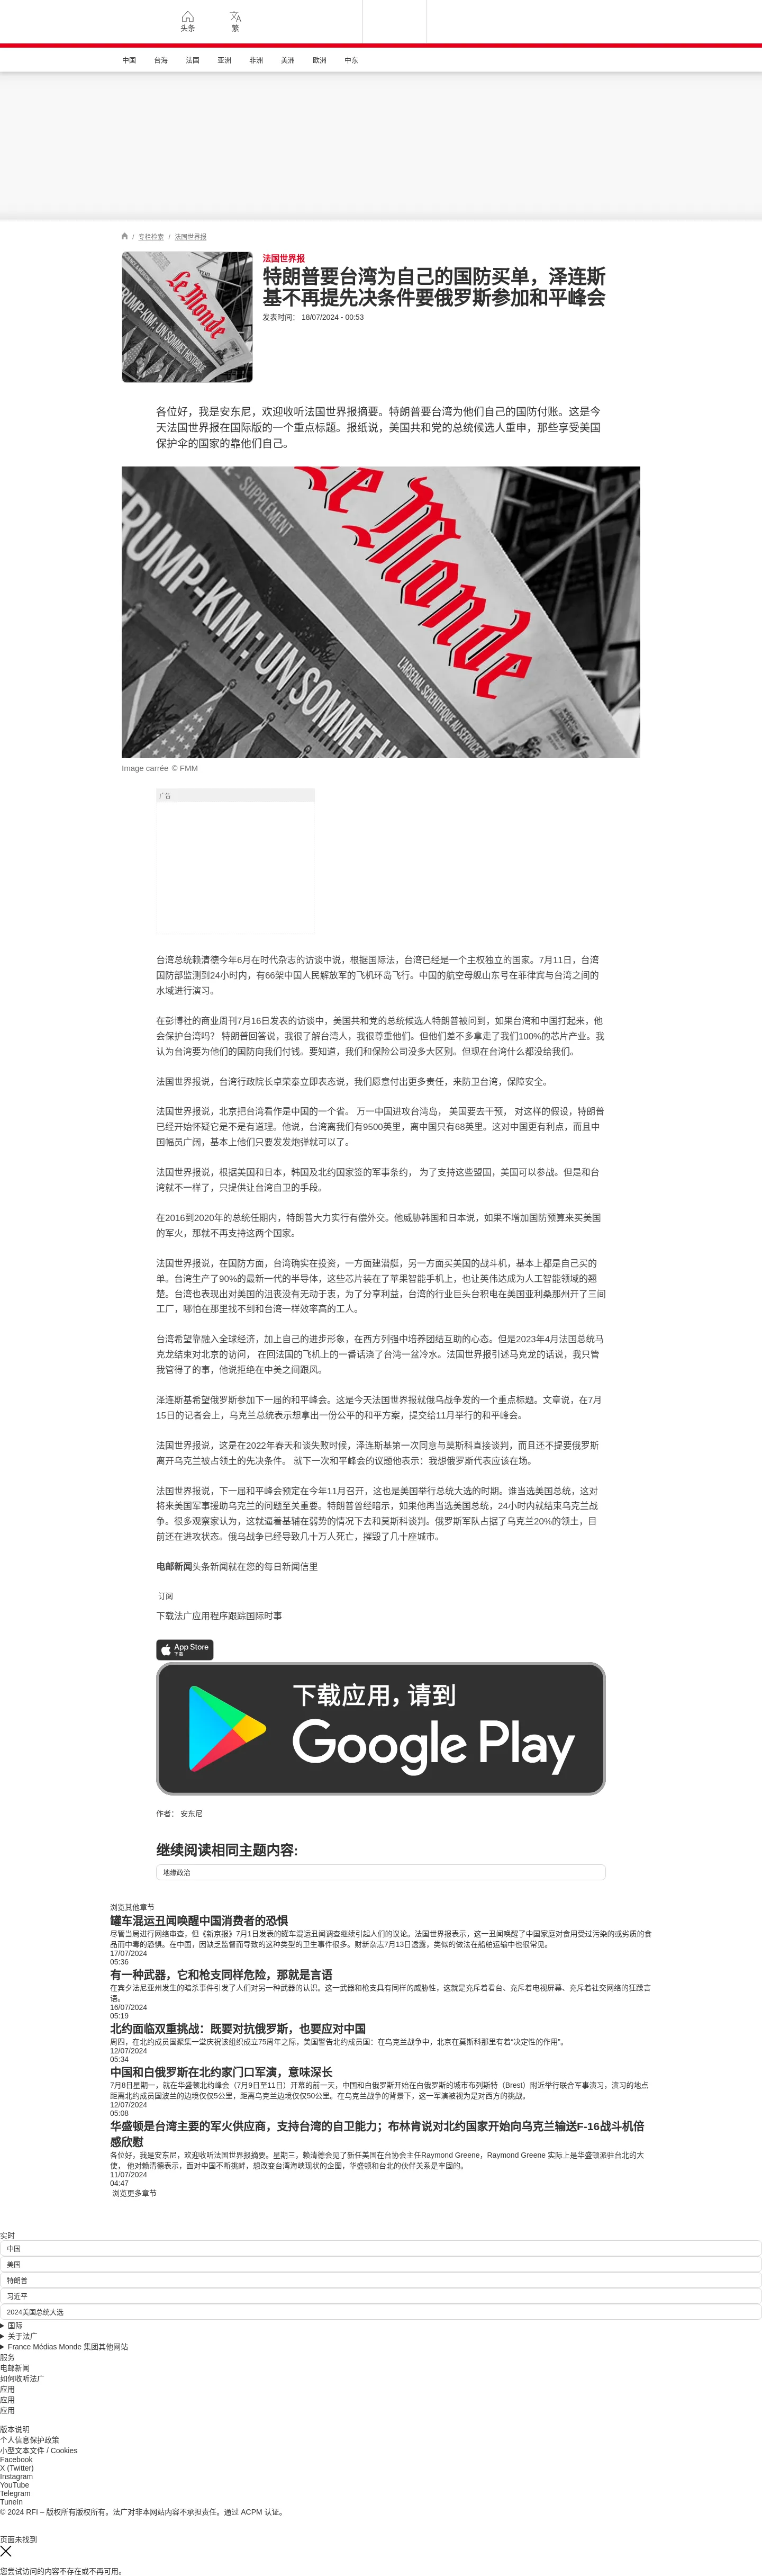 头条
繁
中国
台海
法国
亚洲
非洲
美洲
欧洲
中东
/ 专栏检索 / 法国世界报
法国世界报
特朗普要台湾为自己的国防买单，泽连斯
基不再提先决条件要俄罗斯参加和平峰会
发表时间： 18/07/2024 - 00:53
SUPPLÉMENT
Le Monde
TRUMP-KIM : UN SOMMET HISTORIQUE
各位好，我是安东尼，欢迎收听法国世界报摘要。特朗普要台湾为他们自己的国防付账。这是今
天法国世界报在国际版的一个重点标题。报纸说，美国共和党的总统候选人重申，那些享受美国
保护伞的国家的靠他们自己。
SUPPLÉMENT
Le Monde
TRUMP-KIM : UN SOMMET
L'ARSENAL SCIENTIFIQUE AU SECOURS DU
Image carrée © FMM
广告
台湾总统赖清德今年6月在时代杂志的访谈中说，根据国际法，台湾已经是一个主权独立的国家。7月11日，台湾
国防部监测到24小时内，有66架中国人民解放军的飞机环岛飞行。中国的航空母舰山东号在菲律宾与台湾之间的
水域进行演习。
在彭博社的商业周刊7月16日发表的访谈中，美国共和党的总统候选人特朗普被问到，如果台湾和中国打起来，他
会保护台湾吗？ 特朗普回答说，我很了解台湾人，我很尊重他们。但他们差不多拿走了我们100%的芯片产业。我
认为台湾要为他们的国防向我们付钱。要知道，我们和保险公司没多大区别。但现在台湾什么都没给我们。
法国世界报说，台湾行政院长卓荣泰立即表态说，我们愿意付出更多责任，来防卫台湾，保障安全。
法国世界报说，北京把台湾看作是中国的一个省。 万一中国进攻台湾岛， 美国要去干预， 对这样的假设，特朗普
已经开始怀疑它是不是有道理。他说，台湾离我们有9500英里，离中国只有68英里。这对中国更有利点，而且中
国幅员广阔，基本上他们只要发发炮弹就可以了。
法国世界报说，根据美国和日本，韩国及北约国家签的军事条约， 为了支持这些盟国，美国可以参战。但是和台
湾就不一样了，只提供让台湾自卫的手段。
在2016到2020年的总统任期内，特朗普大力实行有偿外交。他威胁韩国和日本说，如果不增加国防预算来买美国
的军火，那就不再支持这两个国家。
法国世界报说，在国防方面，台湾确实在投资，一方面建潜艇，另一方面买美国的战斗机，基本上都是自己买的
单。台湾生产了90%的最新一代的半导体，这些芯片装在了苹果智能手机上，也让英伟达成为人工智能领域的翘
楚。台湾也表现出对美国的沮丧没有无动于衷，为了分享利益，台湾的行业巨头台积电在美国亚利桑那州开了三间
工厂，哪怕在那里找不到和台湾一样效率高的工人。
台湾希望靠融入全球经济，加上自己的进步形象，在西方列强中培养团结互助的心态。但是2023年4月法国总统马
克龙结束对北京的访问， 在回法国的飞机上的一番话浇了台湾一盆冷水。法国世界报引述马克龙的话说，我只管
我管得了的事，他说拒绝在中美之间跟风。
泽连斯基希望俄罗斯参加下一届的和平峰会。这是今天法国世界报就俄乌战争发的一个重点标题。文章说，在7月
15日的记者会上，乌克兰总统表示想拿出一份公平的和平方案，提交给11月举行的和平峰会。
法国世界报说，这是在2022年春天和谈失败时候，泽连斯基第一次同意与莫斯科直接谈判，而且还不提要俄罗斯
离开乌克兰被占领土的先决条件。 就下一次和平峰会的议题他表示：我想俄罗斯代表应该在场。
法国世界报说，下一届和平峰会预定在今年11月召开，这也是美国举行总统大选的时期。谁当选美国总统，这对
将来美国军事援助乌克兰的问题至关重要。特朗普曾经暗示，如果他再当选美国总统，24小时内就结束乌克兰战
争。很多观察家认为，这就逼着基辅在弱势的情况下去和莫斯科谈判。俄罗斯军队占据了乌克兰20%的领土，目
前还在进攻状态。俄乌战争已经导致几十万人死亡，摧毁了几十座城市。
电邮新闻头条新闻就在您的每日新闻信里
订阅
下载法广应用程序跟踪国际时事
App Store
下载
下载应用，请到
Google Play
作者： 安东尼
继续阅读相同主题内容:
地缘政治
浏览其他章节
罐车混运丑闻唤醒中国消费者的恐惧
尽管当局进行网络审查，但《新京报》7月1日发表的罐车混运丑闻调查继续引起人们的议论。法国世界报表示，这一丑闻唤醒了中国家庭对食用受过污染的或劣质的食
品而中毒的恐惧。在中国，因缺乏监督而导致的这种类型的卫生事件很多。财新杂志7月13日透露，类似的做法在船舶运输中也很常见。
17/07/2024
05:36
有一种武器，它和枪支同样危险，那就是言语
在宾夕法尼亚州发生的暗杀事件引发了人们对另一种武器的认识。这一武器和枪支具有同样的威胁性，这就是充斥着看台、充斥着电视屏幕、充斥着社交网络的狂躁言
语。
16/07/2024
05:19
北约面临双重挑战：既要对抗俄罗斯，也要应对中国
周四，在北约成员国聚集一堂庆祝该组织成立75周年之际，美国警告北约成员国：在乌克兰战争中，北京在莫斯科那里有着“决定性的作用”。
12/07/2024
05:34
中国和白俄罗斯在北约家门口军演，意味深长
7月8日星期一，就在华盛顿北约峰会（7月9日至11日）开幕的前一天，中国和白俄罗斯开始在白俄罗斯的城市布列斯特（Brest）附近举行联合军事演习，演习的地点
距离北约成员国波兰的边境仅仅5公里，距离乌克兰边境仅仅50公里。在乌克兰战争的背景下，这一军演被视为是对西方的挑战。
12/07/2024
05:08
华盛顿是台湾主要的军火供应商，支持台湾的自卫能力；布林肯说对北约国家开始向乌克兰输送F-16战斗机倍
感欣慰
各位好，我是安东尼，欢迎收听法国世界报摘要。星期三，赖清德会见了新任美国在台协会主任Raymond Greene，Raymond Greene 实际上是华盛顿派驻台北的大
使， 他对赖清德表示，面对中国不断挑衅，想改变台湾海峡现状的企图，华盛顿和台北的伙伴关系是牢固的。
11/07/2024
04:47
浏览更多章节
实时
中国
美国
特朗普
习近平
2024美国总统大选
国际
关于法广
France Médias Monde 集团其他网站
服务
电邮新闻
如何收听法广
应用
应用
应用
版本说明
个人信息保护政策
小型文本文件 / Cookies
Facebook
X (Twitter)
Instagram
YouTube
Telegram
TuneIn
© 2024 RFI – 版权所有版权所有。法广对非本网站内容不承担责任。通过 ACPM 认证。
页面未找到
您尝试访问的内容不存在或不再可用。